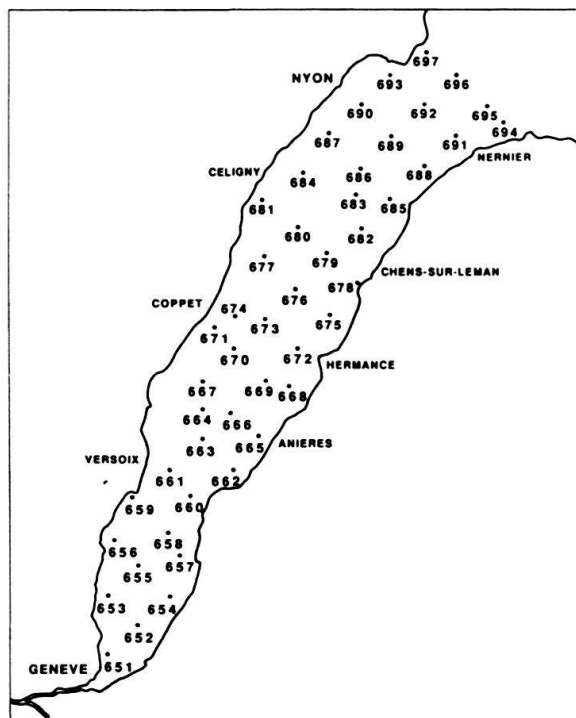 697
NYON 693 696
690 692 695
694
687 689 691
NERNIER
CELIGNY 684 686 688
681 683 685
680 682
677 679
CHENS-SUR-LEMAN
678
676
COPPET 674
673 675
671
670 672
HERMANCE
667 669 668
664 666
663 665 ANIERES
VERSOIX
661 662
659 660
658
656
657
655
653 654
652
GENEVE 651